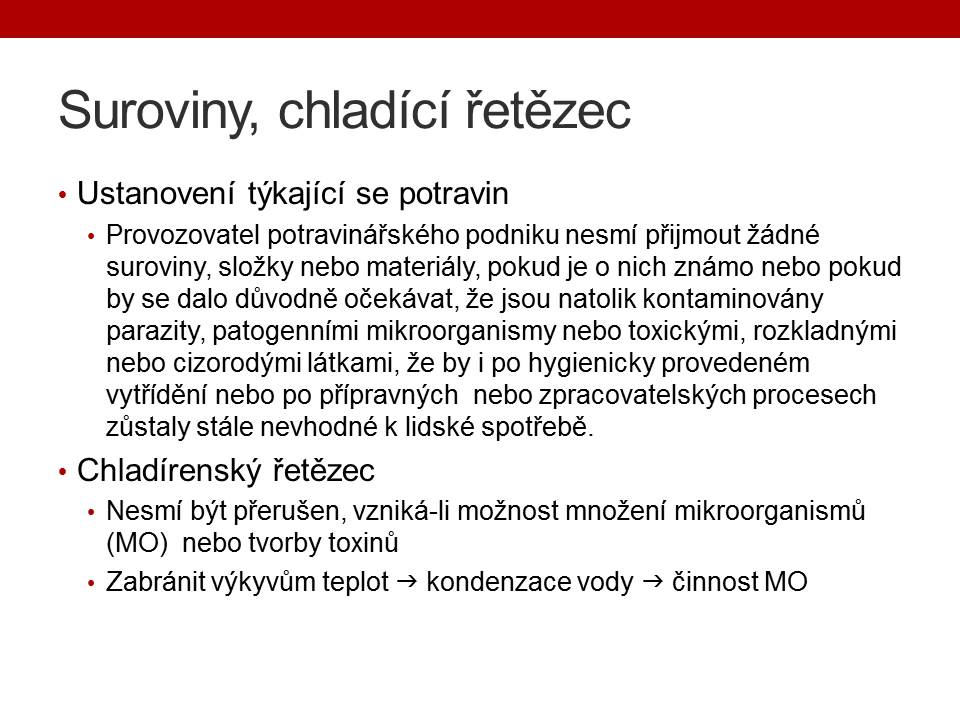 Suroviny, chladící řetězec
• Ustanovení týkající se potravin
• Provozovatel potravinářského podniku nesmí přijmout žádné
suroviny, složky nebo materiály, pokud je o nich známo nebo pokud
by se dalo důvodně očekávat, že jsou natolik kontaminovány
parazity, patogenními mikroorganismy nebo toxickými, rozkladnými
nebo cizorodými látkami, že by i po hygienicky provedeném
vytřídění nebo po přípravných  nebo zpracovatelských procesech
zůstaly stále nevhodné k lidské spotřebě.
• Chladírenský řetězec
• Nesmí být přerušen, vzniká-li možnost množení mikroorganismů
(MO)  nebo tvorby toxinů
• Zabránit výkyvům teplot → kondenzace vody → činnost MO